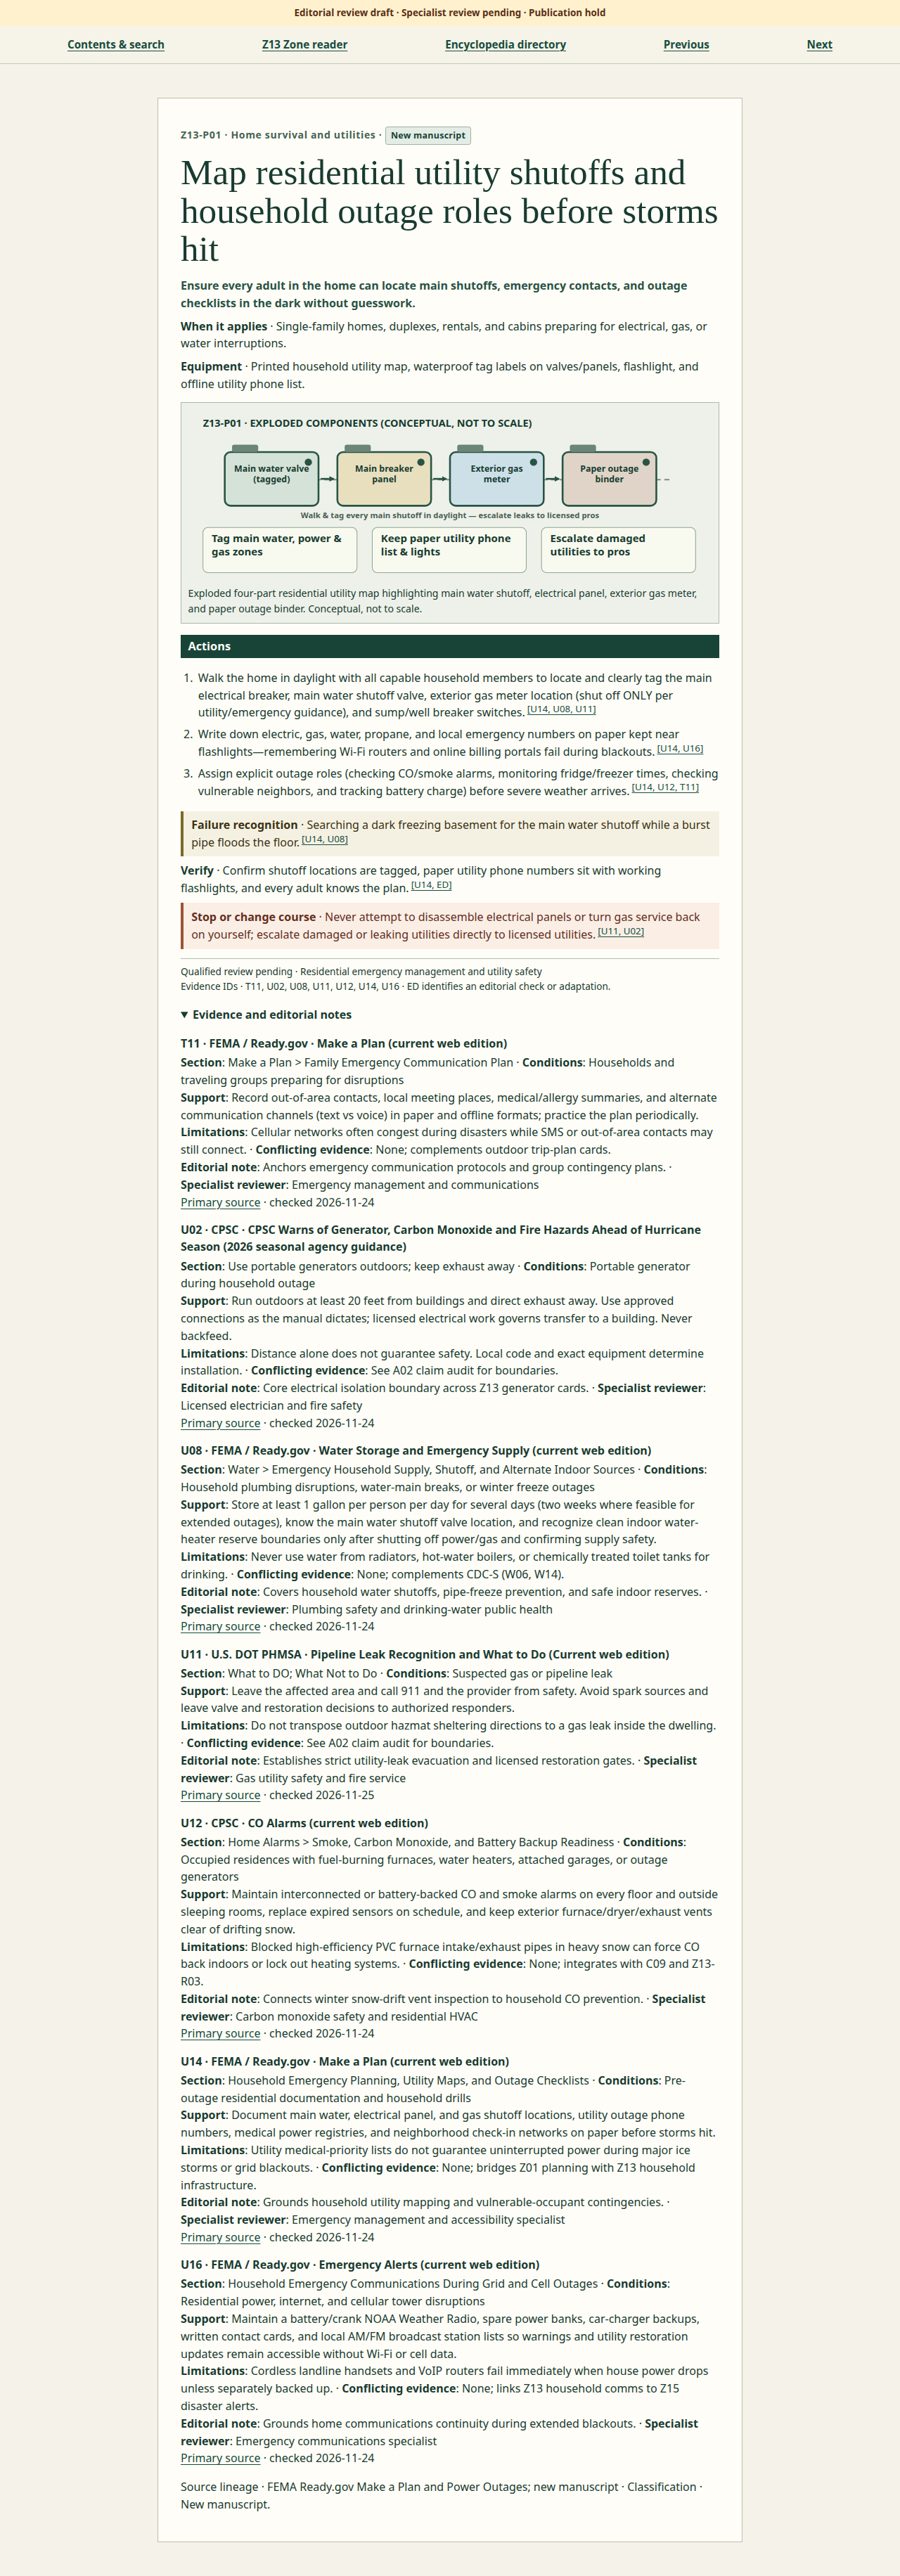 Editorial review draft · Specialist review pending · Publication hold
Contents & search
Z13 Zone reader
Encyclopedia directory
Previous
Next
Z13-P01 · Home survival and utilities · New manuscript
Map residential utility shutoffs and
household outage roles before storms
hit
Ensure every adult in the home can locate main shutoffs, emergency contacts, and outage
checklists in the dark without guesswork.
When it applies · Single-family homes, duplexes, rentals, and cabins preparing for electrical, gas, or
water interruptions.
Equipment · Printed household utility map, waterproof tag labels on valves/panels, flashlight, and
offline utility phone list.
Z13-P01 · EXPLODED COMPONENTS (CONCEPTUAL, NOT TO SCALE)
Main water valve
(tagged)
Main breaker
panel
Exterior gas
meter
Paper outage
binder
Walk & tag every main shutoff in daylight — escalate leaks to licensed pros
Tag main water, power &
gas zones
Keep paper utility phone
list & lights
Escalate damaged
utilities to pros
Exploded four-part residential utility map highlighting main water shutoff, electrical panel, exterior gas meter,
and paper outage binder. Conceptual, not to scale.
Actions
1. Walk the home in daylight with all capable household members to locate and clearly tag the main
electrical breaker, main water shutoff valve, exterior gas meter location (shut off ONLY per
utility/emergency guidance), and sump/well breaker switches. [U14, U08, U11]
2. Write down electric, gas, water, propane, and local emergency numbers on paper kept near
flashlights—remembering Wi-Fi routers and online billing portals fail during blackouts. [U14, U16]
3. Assign explicit outage roles (checking CO/smoke alarms, monitoring fridge/freezer times, checking
vulnerable neighbors, and tracking battery charge) before severe weather arrives. [U14, U12, T11]
Failure recognition · Searching a dark freezing basement for the main water shutoff while a burst
pipe floods the floor. [U14, U08]
Verify · Confirm shutoff locations are tagged, paper utility phone numbers sit with working
flashlights, and every adult knows the plan. [U14, ED]
Stop or change course · Never attempt to disassemble electrical panels or turn gas service back
on yourself; escalate damaged or leaking utilities directly to licensed utilities. [U11, U02]
Qualified review pending · Residential emergency management and utility safety
Evidence IDs · T11, U02, U08, U11, U12, U14, U16 · ED identifies an editorial check or adaptation.
▼ Evidence and editorial notes
T11 · FEMA / Ready.gov · Make a Plan (current web edition)
Section: Make a Plan > Family Emergency Communication Plan · Conditions: Households and
traveling groups preparing for disruptions
Support: Record out-of-area contacts, local meeting places, medical/allergy summaries, and alternate
communication channels (text vs voice) in paper and offline formats; practice the plan periodically.
Limitations: Cellular networks often congest during disasters while SMS or out-of-area contacts may
still connect. · Conflicting evidence: None; complements outdoor trip-plan cards.
Editorial note: Anchors emergency communication protocols and group contingency plans. ·
Specialist reviewer: Emergency management and communications
Primary source · checked 2026-11-24
U02 · CPSC · CPSC Warns of Generator, Carbon Monoxide and Fire Hazards Ahead of Hurricane
Season (2026 seasonal agency guidance)
Section: Use portable generators outdoors; keep exhaust away · Conditions: Portable generator
during household outage
Support: Run outdoors at least 20 feet from buildings and direct exhaust away. Use approved
connections as the manual dictates; licensed electrical work governs transfer to a building. Never
backfeed.
Limitations: Distance alone does not guarantee safety. Local code and exact equipment determine
installation. · Conflicting evidence: See A02 claim audit for boundaries.
Editorial note: Core electrical isolation boundary across Z13 generator cards. · Specialist reviewer:
Licensed electrician and fire safety
Primary source · checked 2026-11-24
U08 · FEMA / Ready.gov · Water Storage and Emergency Supply (current web edition)
Section: Water > Emergency Household Supply, Shutoff, and Alternate Indoor Sources · Conditions:
Household plumbing disruptions, water-main breaks, or winter freeze outages
Support: Store at least 1 gallon per person per day for several days (two weeks where feasible for
extended outages), know the main water shutoff valve location, and recognize clean indoor water-
heater reserve boundaries only after shutting off power/gas and confirming supply safety.
Limitations: Never use water from radiators, hot-water boilers, or chemically treated toilet tanks for
drinking. · Conflicting evidence: None; complements CDC-S (W06, W14).
Editorial note: Covers household water shutoffs, pipe-freeze prevention, and safe indoor reserves. ·
Specialist reviewer: Plumbing safety and drinking-water public health
Primary source · checked 2026-11-24
U11 · U.S. DOT PHMSA · Pipeline Leak Recognition and What to Do (Current web edition)
Section: What to DO; What Not to Do · Conditions: Suspected gas or pipeline leak
Support: Leave the affected area and call 911 and the provider from safety. Avoid spark sources and
leave valve and restoration decisions to authorized responders.
Limitations: Do not transpose outdoor hazmat sheltering directions to a gas leak inside the dwelling.
· Conflicting evidence: See A02 claim audit for boundaries.
Editorial note: Establishes strict utility-leak evacuation and licensed restoration gates. · Specialist
reviewer: Gas utility safety and fire service
Primary source · checked 2026-11-25
U12 · CPSC · CO Alarms (current web edition)
Section: Home Alarms > Smoke, Carbon Monoxide, and Battery Backup Readiness · Conditions:
Occupied residences with fuel-burning furnaces, water heaters, attached garages, or outage
generators
Support: Maintain interconnected or battery-backed CO and smoke alarms on every floor and outside
sleeping rooms, replace expired sensors on schedule, and keep exterior furnace/dryer/exhaust vents
clear of drifting snow.
Limitations: Blocked high-efficiency PVC furnace intake/exhaust pipes in heavy snow can force CO
back indoors or lock out heating systems. · Conflicting evidence: None; integrates with C09 and Z13-
R03.
Editorial note: Connects winter snow-drift vent inspection to household CO prevention. · Specialist
reviewer: Carbon monoxide safety and residential HVAC
Primary source · checked 2026-11-24
U14 · FEMA / Ready.gov · Make a Plan (current web edition)
Section: Household Emergency Planning, Utility Maps, and Outage Checklists · Conditions: Pre-
outage residential documentation and household drills
Support: Document main water, electrical panel, and gas shutoff locations, utility outage phone
numbers, medical power registries, and neighborhood check-in networks on paper before storms hit.
Limitations: Utility medical-priority lists do not guarantee uninterrupted power during major ice
storms or grid blackouts. · Conflicting evidence: None; bridges Z01 planning with Z13 household
infrastructure.
Editorial note: Grounds household utility mapping and vulnerable-occupant contingencies. ·
Specialist reviewer: Emergency management and accessibility specialist
Primary source · checked 2026-11-24
U16 · FEMA / Ready.gov · Emergency Alerts (current web edition)
Section: Household Emergency Communications During Grid and Cell Outages · Conditions:
Residential power, internet, and cellular tower disruptions
Support: Maintain a battery/crank NOAA Weather Radio, spare power banks, car-charger backups,
written contact cards, and local AM/FM broadcast station lists so warnings and utility restoration
updates remain accessible without Wi-Fi or cell data.
Limitations: Cordless landline handsets and VoIP routers fail immediately when house power drops
unless separately backed up. · Conflicting evidence: None; links Z13 household comms to Z15
disaster alerts.
Editorial note: Grounds home communications continuity during extended blackouts. · Specialist
reviewer: Emergency communications specialist
Primary source · checked 2026-11-24
Source lineage · FEMA Ready.gov Make a Plan and Power Outages; new manuscript · Classification ·
New manuscript.